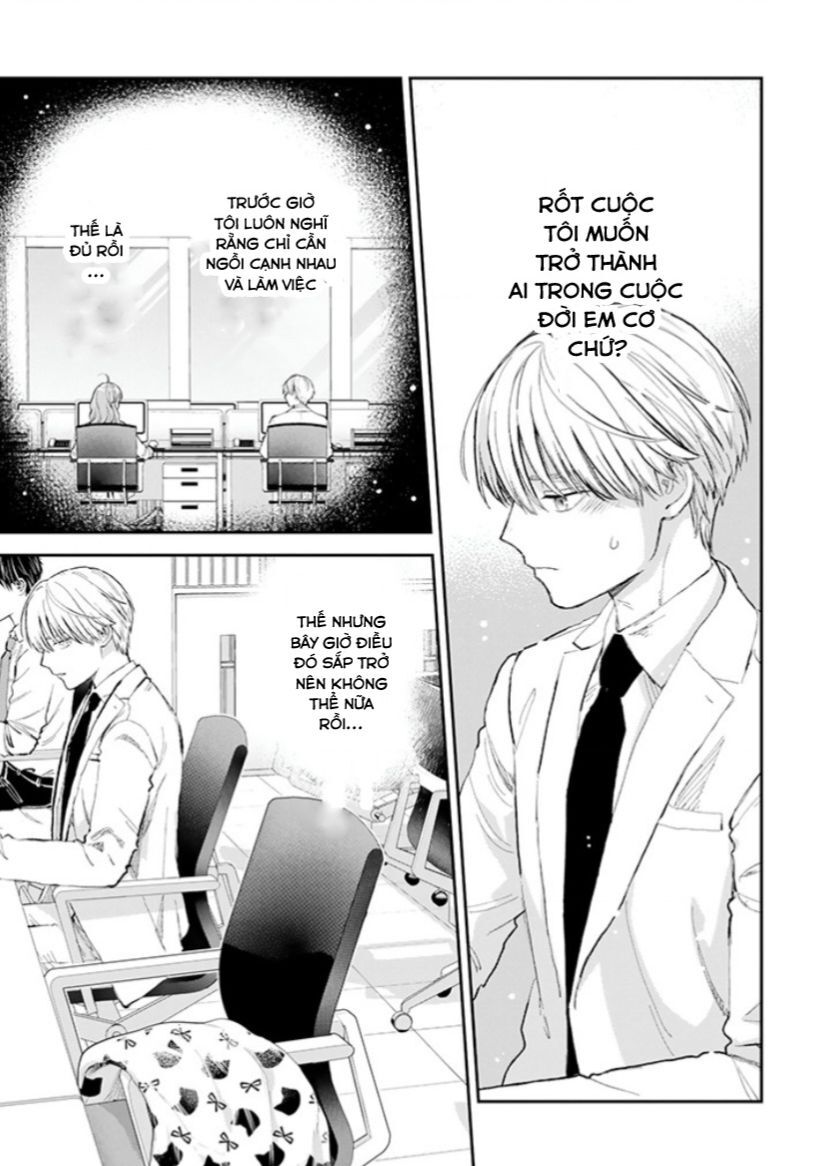 RỐT CUỘC
TÔI MUỐN
TRỞ THÀNH
AI TRONG CUỘC
ĐỜI EM CƠ
CHỨ?
TRƯỚC GIỜ
TÔI LUÔN NGHĨ
RẰNG CHỈ CẦN
NGỒI CẠNH NHAU
VÀ LÀM VIỆC
THẾ LÀ
ĐỦ RỒI
...
THẾ NHƯNG
BÂY GIỜ ĐIỀU
ĐÓ SẮP TRỞ
NÊN KHÔNG
THỂ NỮA
RỒI...